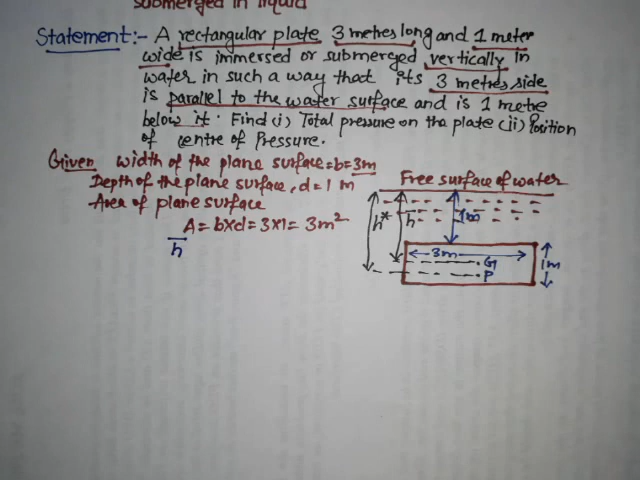 submerged in liquid
Statement:- A rectangular plate 3 metres long and 1 meter
wide is immersed or submerged vertically in
water in such a way that its 3 metres side
is parallel to the water surface and is 1 metre
below it. Find (i) Total pressure on the plate (ii) Position
of centre of Pressure.
Given width of the plane surface=b=3m
Depth of the plane surface, d=1 m
Area of plane surface
A=b×d=3×1=3m²
h̅
Free surface of water
h*
h̅
1m
3m
G
P
1m